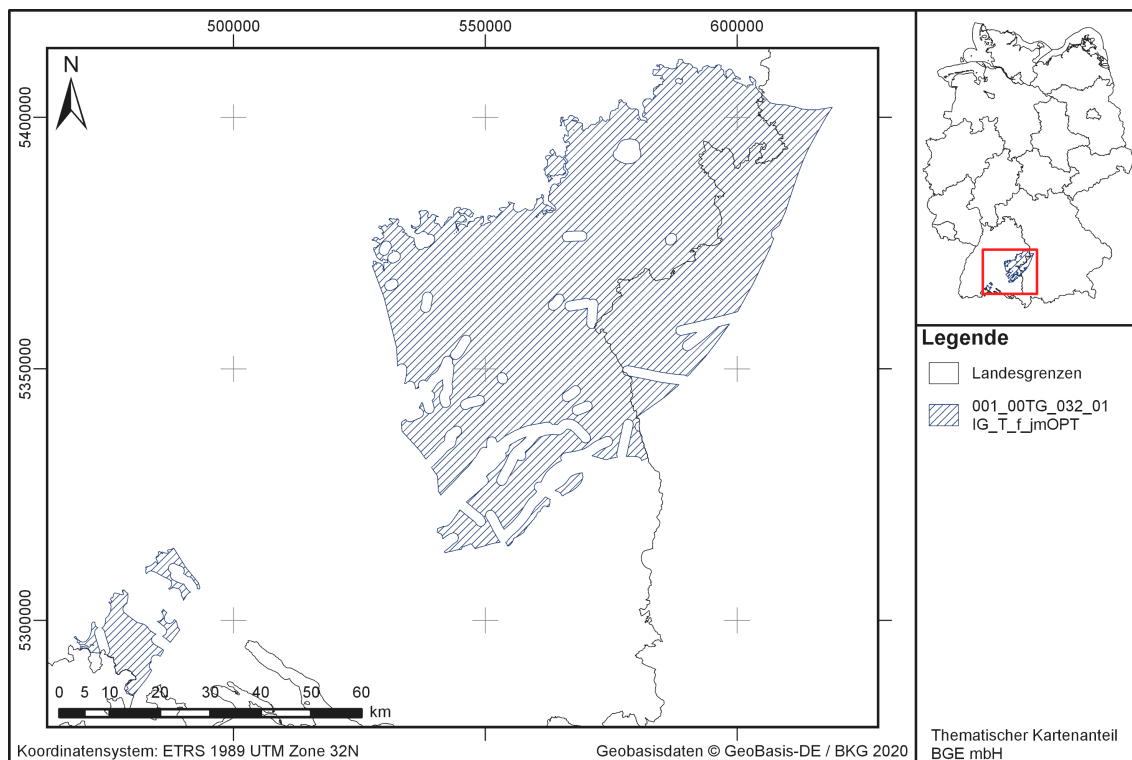 500000
550000
600000
N
5400000
5350000
5300000
0 5 10 20 30 40 50 60
km
Koordinatensystem: ETRS 1989 UTM Zone 32N
Geobasisdaten © GeoBasis-DE / BKG 2020
Legende
Landesgrenzen
001_00TG_032_01
IG_T_f_jmOPT
Thematischer Kartenanteil
BGE mbH